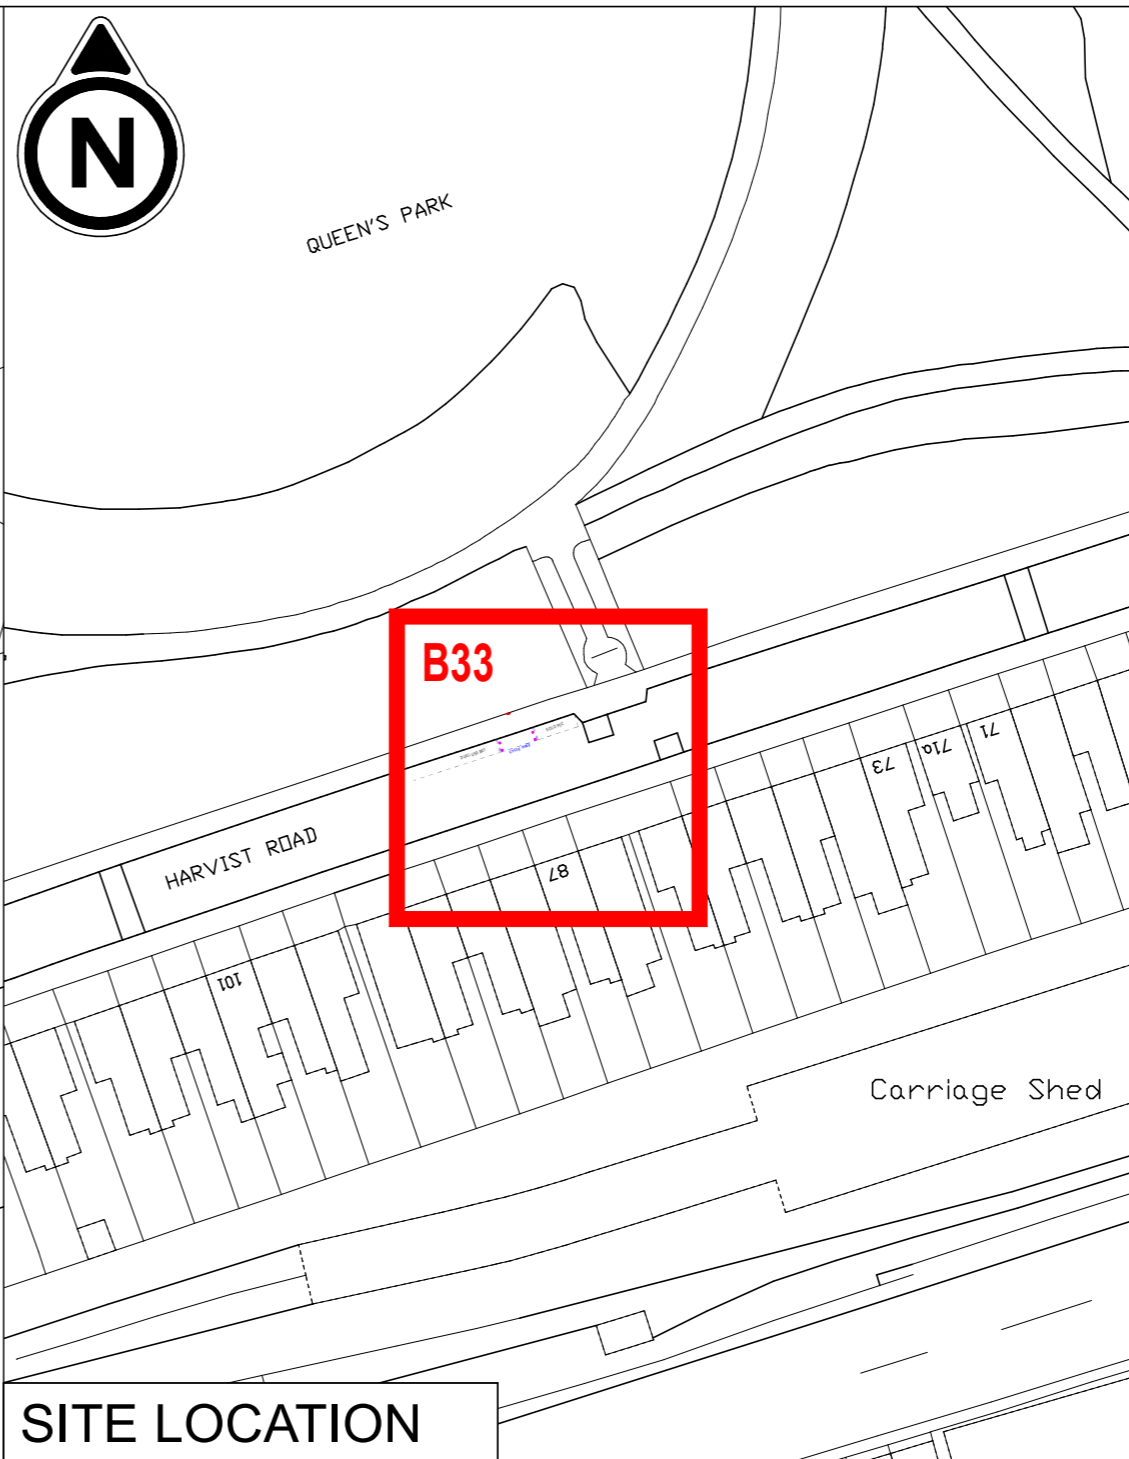 N
QUEEN'S PARK
B33
HARVIST ROAD
71
71a
73
87
101
Carriage Shed
SITE LOCATION